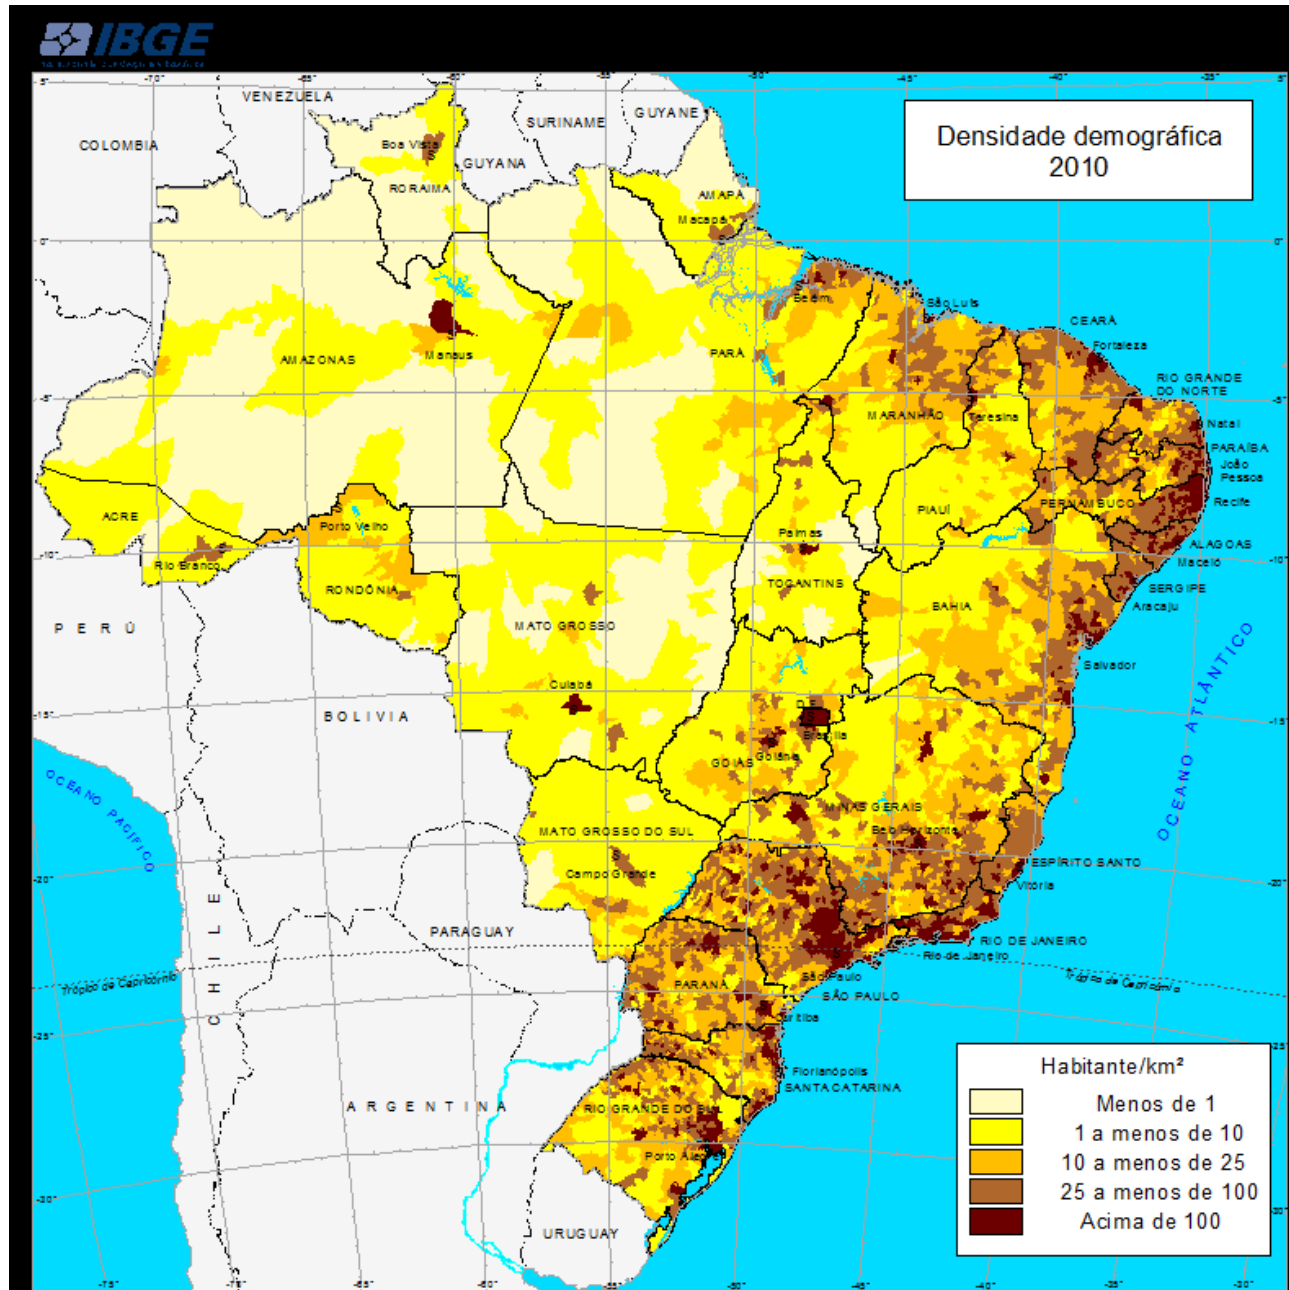 IBGE
Densidade demográfica
2010
VENEZUELA
COLOMBIA
SURINAME
GUYANE
GUYANA
Boa Vista
RORAIMA
AMAPÁ
Macapá
Belém
São Luís
CEARÁ
Fortaleza
AMAZONAS
Manaus
PARÁ
RIO GRANDE
DO NORTE
MARANHÃO
Teresina
Natal
PARAÍBA
João
Pessoa
ACRE
Porto Velho
PIAUÍ
PERNAMBUCO
Recife
Rio Branco
Palmas
ALAGOAS
Maceió
RONDÔNIA
TOCANTINS
BAHIA
SERGIPE
Aracaju
PERÚ
MATO GROSSO
Salvador
Cuiabá
BOLIVIA
D.F.
Brasília
GOIÁS
Goiânia
OCEANO ATLÂNTICO
OCEANO PACÍFICO
MATO GROSSO DO SUL
MINAS GERAIS
Belo Horizonte
Campo Grande
ESPÍRITO SANTO
Vitória
CHILE
PARAGUAY
RIO DE JANEIRO
Rio de Janeiro
Trópico de Capricórnio
Trópico de Capricórnio
São Paulo
SÃO PAULO
PARANÁ
Curitiba
Florianópolis
SANTA CATARINA
ARGENTINA
RIO GRANDE DO SUL
Porto Alegre
URUGUAY
Habitante/km²
Menos de 1
1 a menos de 10
10 a menos de 25
25 a menos de 100
Acima de 100